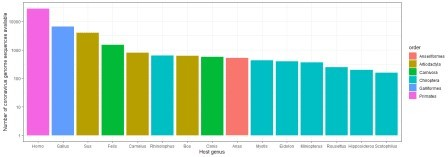 Number of coronavirus genome sequences available
10000
1000
100
10
1
Homo
Gallus
Sus
Felis
Camelus
Rhinolophus
Bos
Canis
Anas
Manis
Eidolon
Miniopterus
Rousettus
Hipposideros
Scotophilus
Host genus
order
Anseriformes
Artiodactyla
Carnivora
Chiroptera
Galliformes
Primates